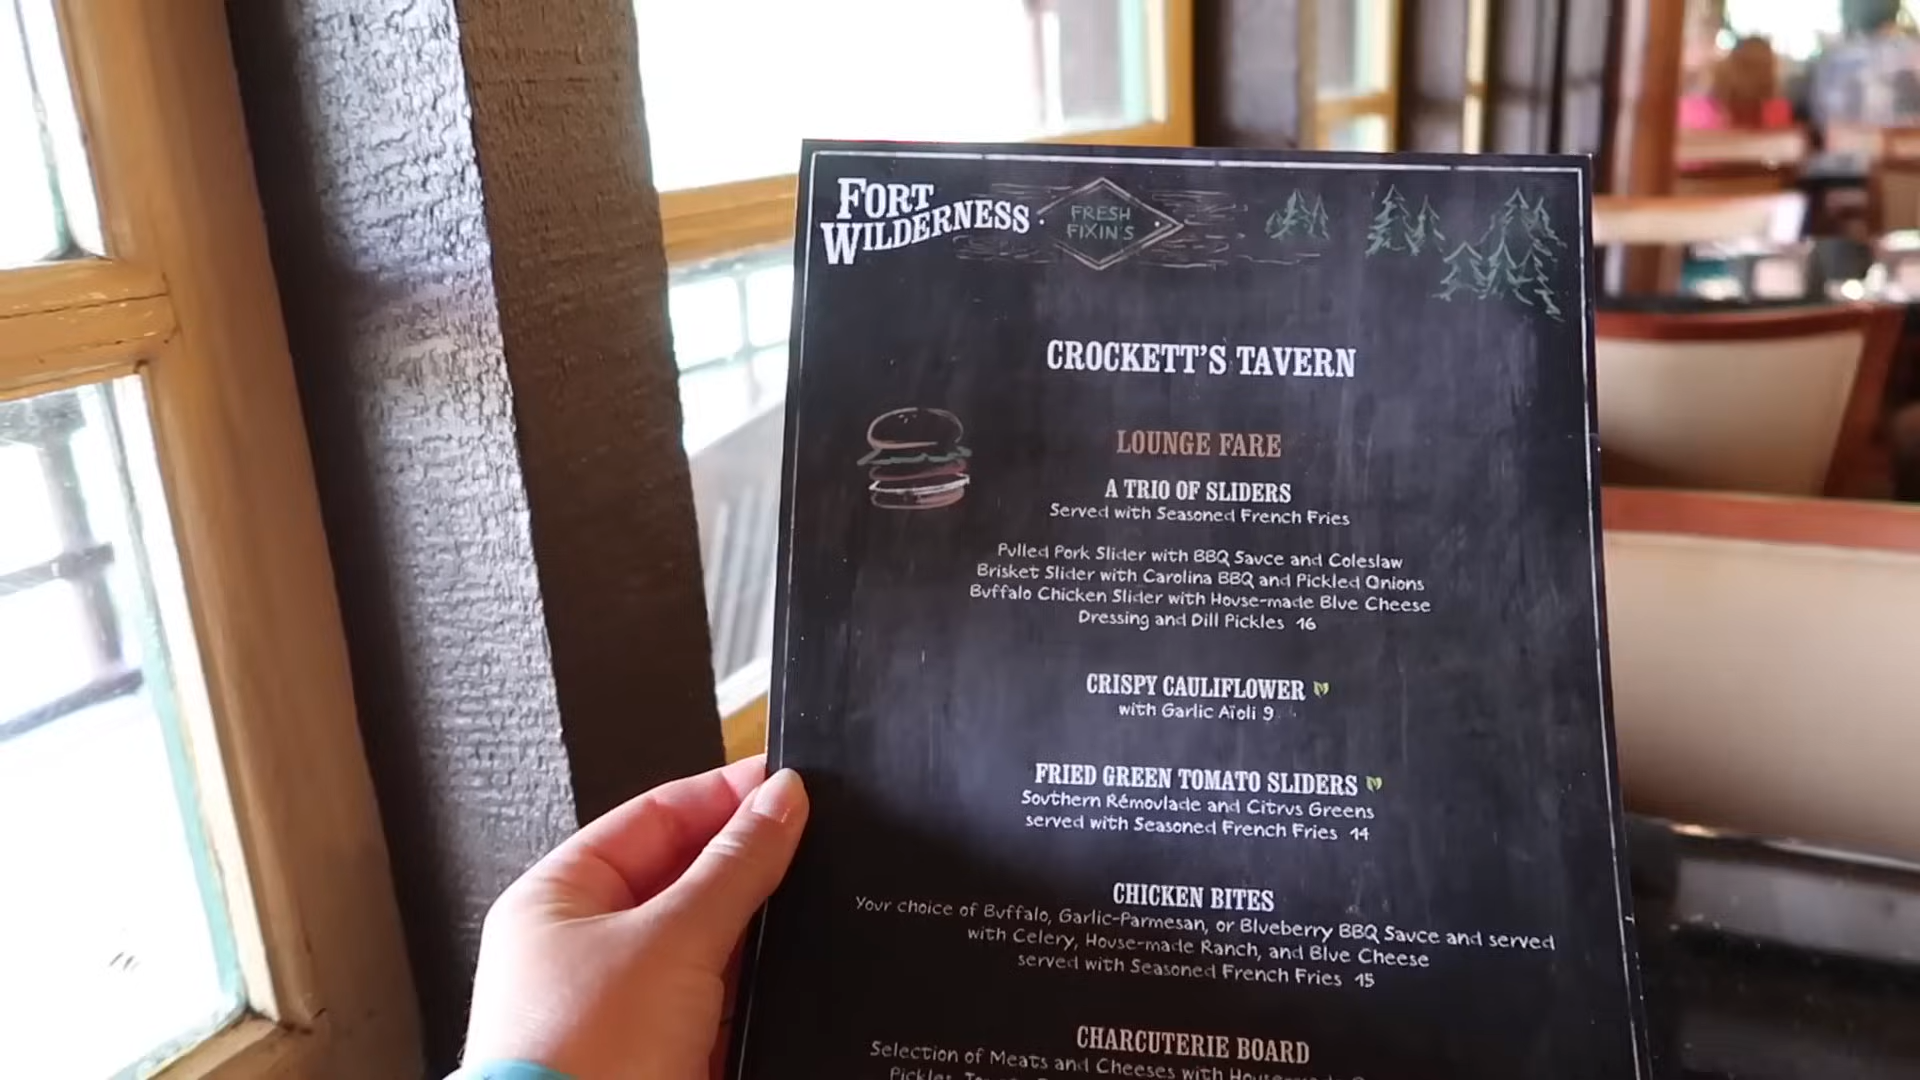 FORT
WILDERNESS
FRESH
FIXIN'S
CROCKETT'S TAVERN
LOUNGE FARE
A TRIO OF SLIDERS
Served with Seasoned French Fries
Pulled Pork Slider with BBQ Sauce and Coleslaw
Brisket Slider with Carolina BBQ and Pickled Onions
Buffalo Chicken Slider with House-made Blue Cheese
Dressing and Dill Pickles 16
CRISPY CAULIFLOWER
with Garlic Aïoli 9
FRIED GREEN TOMATO SLIDERS
Southern Rémoulade and Citrus Greens
served with Seasoned French Fries 14
CHICKEN BITES
Your choice of Buffalo, Garlic-Parmesan, or Blueberry BBQ Sauce and served
with Celery, House-made Ranch, and Blue Cheese
served with Seasoned French Fries 15
CHARCUTERIE BOARD
Selection of Meats and Cheeses with
Pickles,